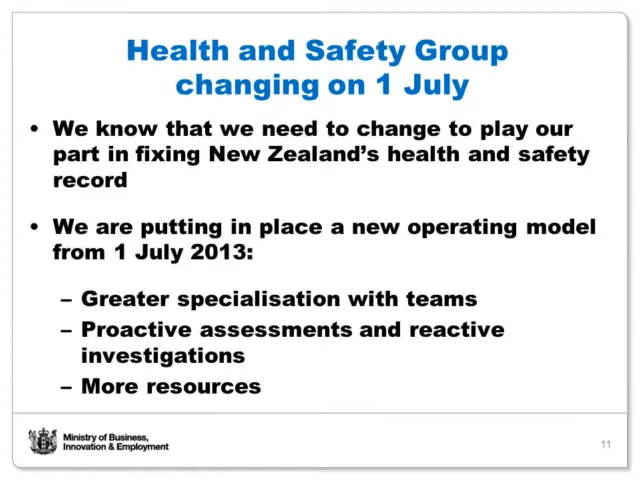 Health and Safety Group
changing on 1 July
• We know that we need to change to play our
part in fixing New Zealand's health and safety
record
• We are putting in place a new operating model
from 1 July 2013:
– Greater specialisation with teams
– Proactive assessments and reactive
investigations
– More resources
Ministry of Business,
Innovation & Employment
11